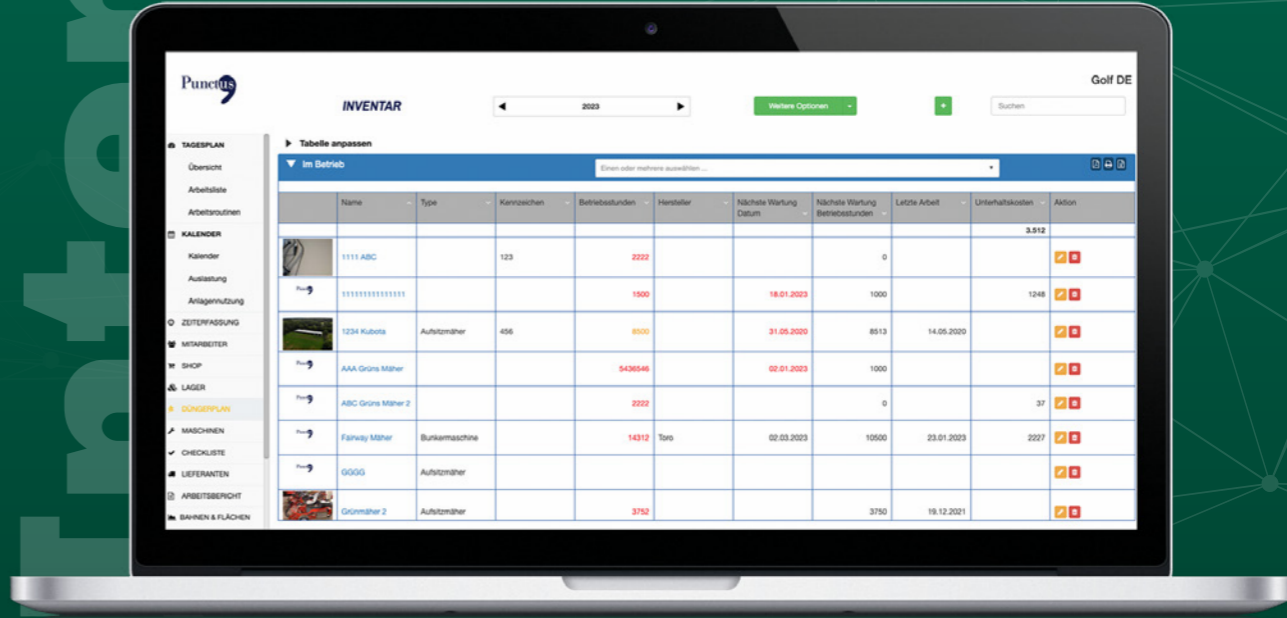 Inter
Punctus
Golf DE
INVENTAR
2023
Weitere Optionen
+
Suchen
TAGESPLAN
Übersicht
Arbeitsliste
Arbeitsroutinen
KALENDER
Kalender
Auslastung
Anlagennutzung
ZEITERFASSUNG
MITARBEITER
SHOP
LAGER
DÜNGERPLAN
MASCHINEN
CHECKLISTE
LIEFERANTEN
ARBEITSBERICHT
BAHNEN & FLÄCHEN
Tabelle anpassen
Im Betrieb
Einen oder mehrere auswählen ...
Name Type Kennzeichen Betriebsstunden Hersteller Nächste Wartung Datum Nächste Wartung Betriebsstunden Letzte Arbeit Unterhaltskosten Aktion
3.512
1111 ABC 123 2222 0
11111111111111 1500 18.01.2023 1000 1248
1234 Kubota Aufsitzmäher 456 8500 31.05.2020 8513 14.05.2020
AAA Grüns Mäher 5436546 02.01.2023 1000
ABC Grüns Mäher 2 2222 0 37
Fairway Mäher Bunkermaschine 14312 Toro 02.03.2023 10500 23.01.2023 2227
GGGG Aufsitzmäher
Grünmäher 2 Aufsitzmäher 3752 3750 19.12.2021